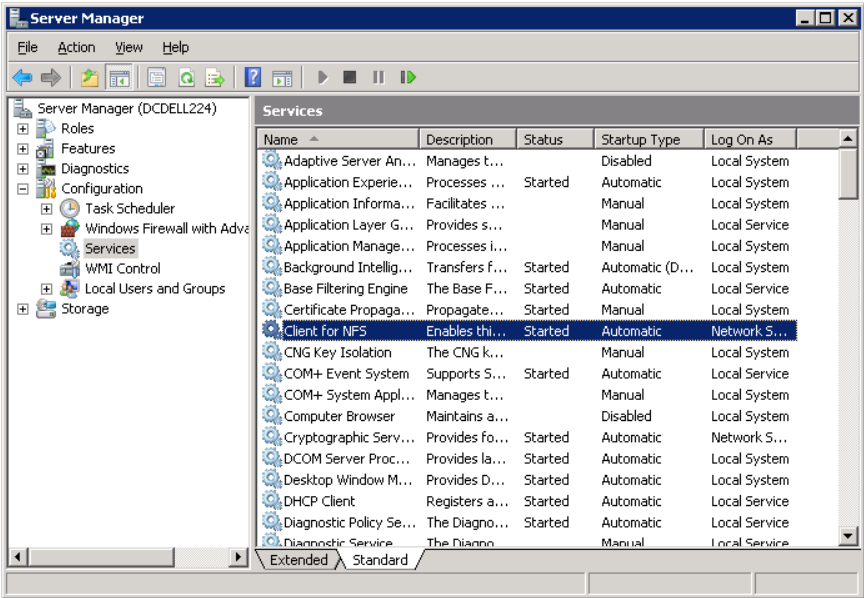 Server Manager
File Action View Help
Server Manager (DCDELL224)
Roles
Features
Diagnostics
Configuration
Task Scheduler
Windows Firewall with Adva
Services
WMI Control
Local Users and Groups
Storage
Services
Name Description Status Startup Type Log On As
Adaptive Server An... Manages t... Disabled Local System
Application Experie... Processes ... Started Automatic Local System
Application Informa... Facilitates ... Manual Local System
Application Layer G... Provides s... Manual Local Service
Application Manage... Processes i... Manual Local System
Background Intellig... Transfers f... Started Automatic (D... Local System
Base Filtering Engine The Base F... Started Automatic Local Service
Certificate Propaga... Propagate... Started Manual Local System
Client for NFS Enables thi... Started Automatic Network S...
CNG Key Isolation The CNG k... Manual Local System
COM+ Event System Supports S... Started Automatic Local Service
COM+ System Appl... Manages t... Manual Local System
Computer Browser Maintains a... Disabled Local System
Cryptographic Serv... Provides fo... Started Automatic Network S...
DCOM Server Proc... Provides la... Started Automatic Local System
Desktop Window M... Provides D... Started Automatic Local System
DHCP Client Registers a... Started Automatic Local Service
Diagnostic Policy Se... The Diagno... Started Automatic Local Service
Diagnostic Service The Diagno Manual Local Service
Extended Standard